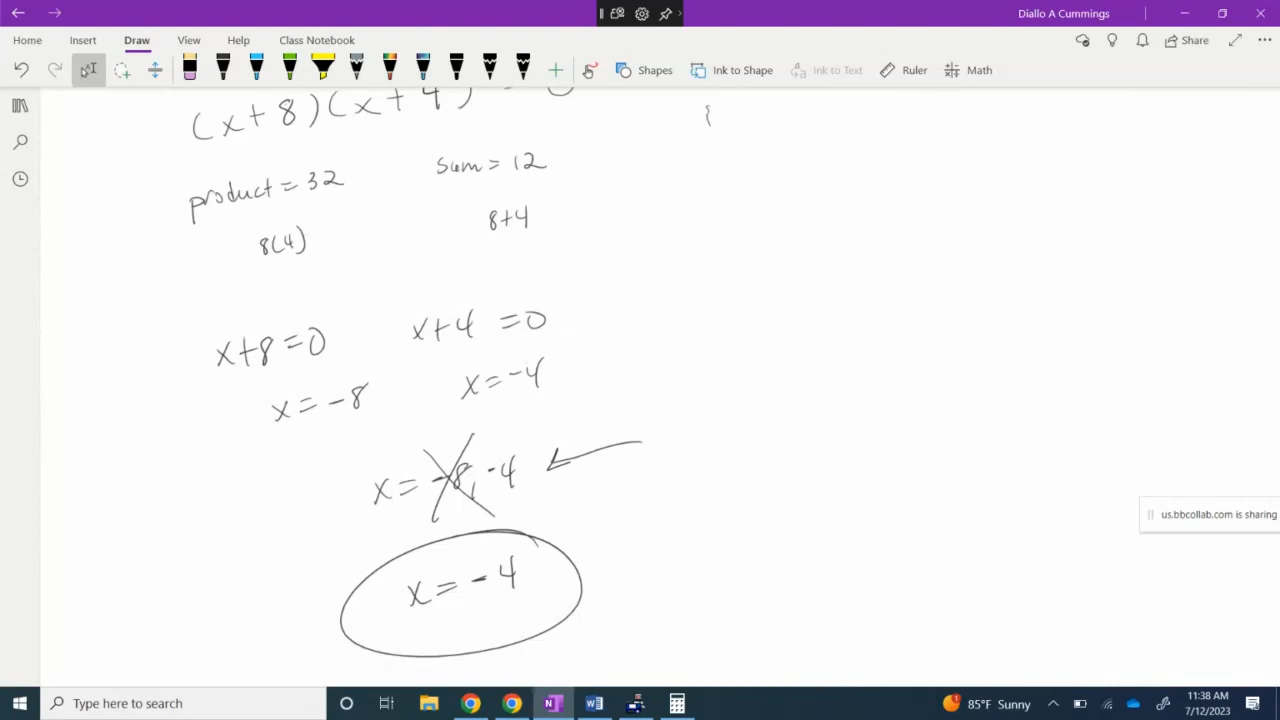 Diallo A Cummings
Home Insert Draw View Help Class Notebook Share
Shapes Ink to Shape Ink to Text Ruler Math
(x+8)(x+4) = 0
product = 32 sum = 12
8(4) 8+4
x+8=0 x+4 =0
x= -8 x= -4
x= -8, -4
x= -4
us.bbcollab.com is sharing
Type here to search
1
85°F Sunny
11:38 AM
7/12/2023